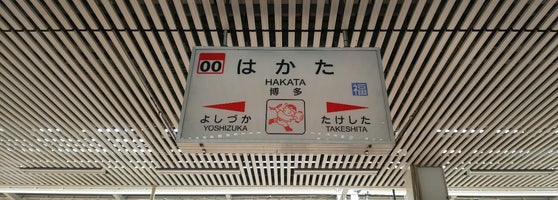 00 はかた
HAKATA
博多
福
よしづか たけした
YOSHIZUKA TAKESHITA